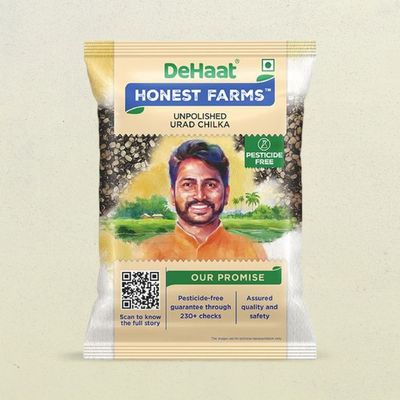 DeHaat®
HONEST FARMS™
UNPOLISHED
URAD CHILKA
PESTICIDE
FREE
OUR PROMISE
Scan to know
the full story
Pesticide-free
guarantee through
230+ checks
Assured
quality and
safety